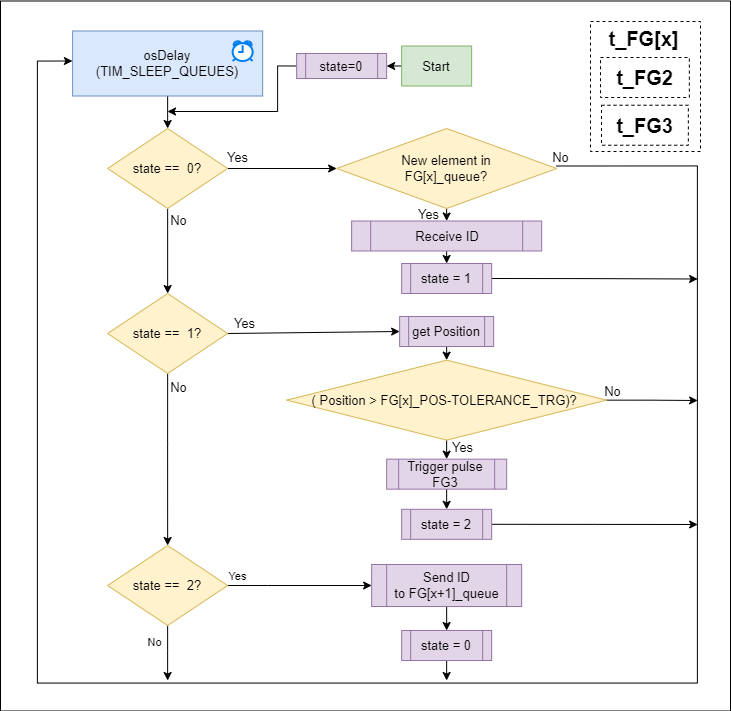 osDelay
(TIM_SLEEP_QUEUES)
state=0
Start
t_FG[x]
t_FG2
t_FG3
state == 0?
Yes
New element in
FG[x]_queue?
No
Yes
No
Receive ID
state = 1
state == 1?
Yes
get Position
No
( Position > FG[x]_POS-TOLERANCE_TRG)?
No
Yes
Trigger pulse
FG3
state = 2
state == 2?
Yes
Send ID
to FG[x+1]_queue
No
state = 0